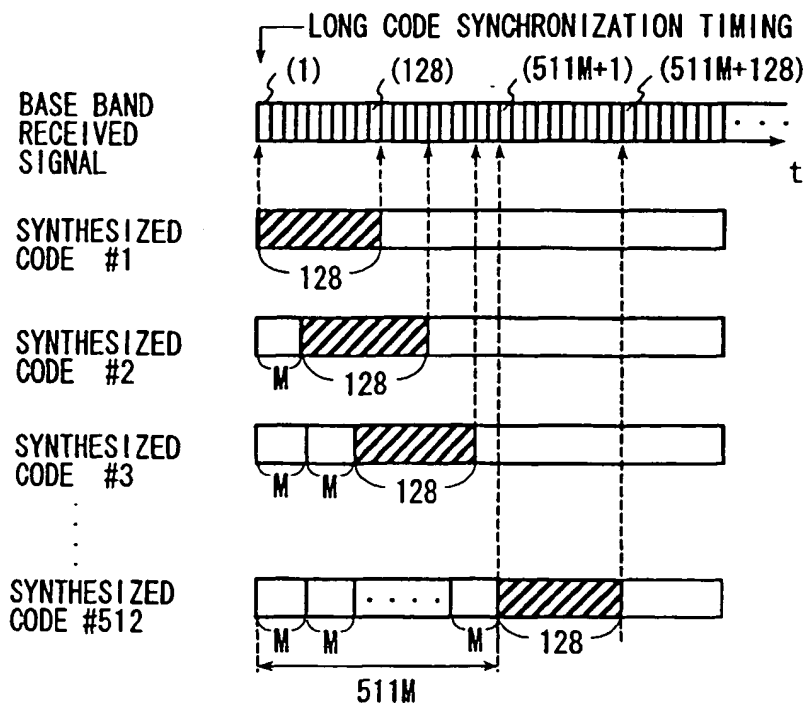 LONG CODE SYNCHRONIZATION TIMING
(1) (128) (511M+1) (511M+128)
BASE BAND
RECEIVED
SIGNAL
. . .
t
SYNTHESIZED
CODE #1
128
SYNTHESIZED
CODE #2
M 128
SYNTHESIZED
CODE #3
M M 128
SYNTHESIZED
CODE #512
. . . .
M M M 128
511M